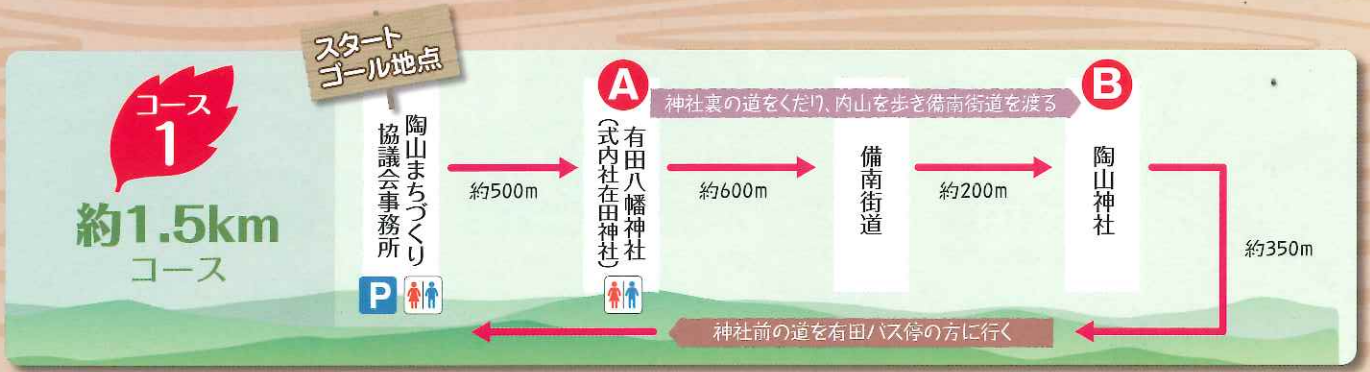 スタート
ゴール地点
コース
1
約1.5km
コース
陶山まちづくり
協議会事務所
P
約500m
A
有田八幡神社
(式内社在田神社)
神社裏の道をくだり、内山を歩き備南街道を渡る
約600m
備南街道
約200m
B
陶山神社
約350m
神社前の道を有田バス停の方に行く